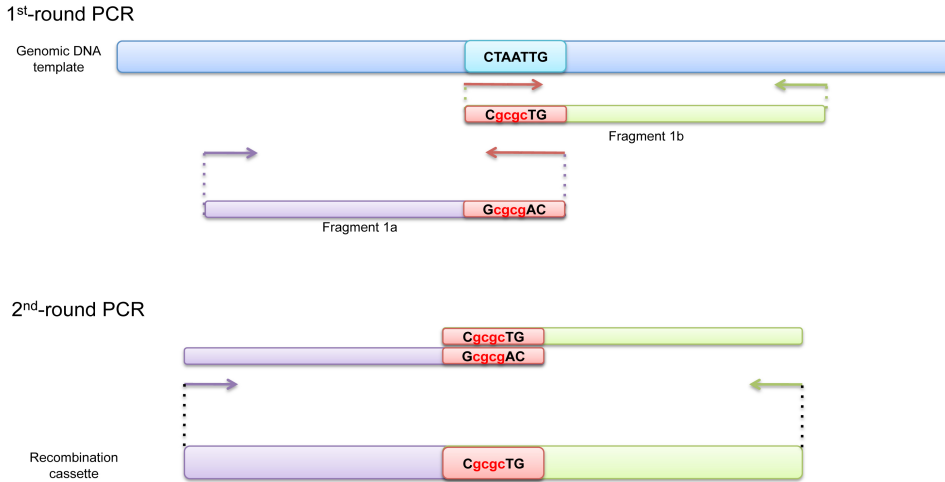 1st-round PCR
Genomic DNA
template
CTAATTG
CgcgcTG
Fragment 1b
GcgcgAC
Fragment 1a
2nd-round PCR
CgcgcTG
GcgcgAC
Recombination
cassette
CgcgcTG